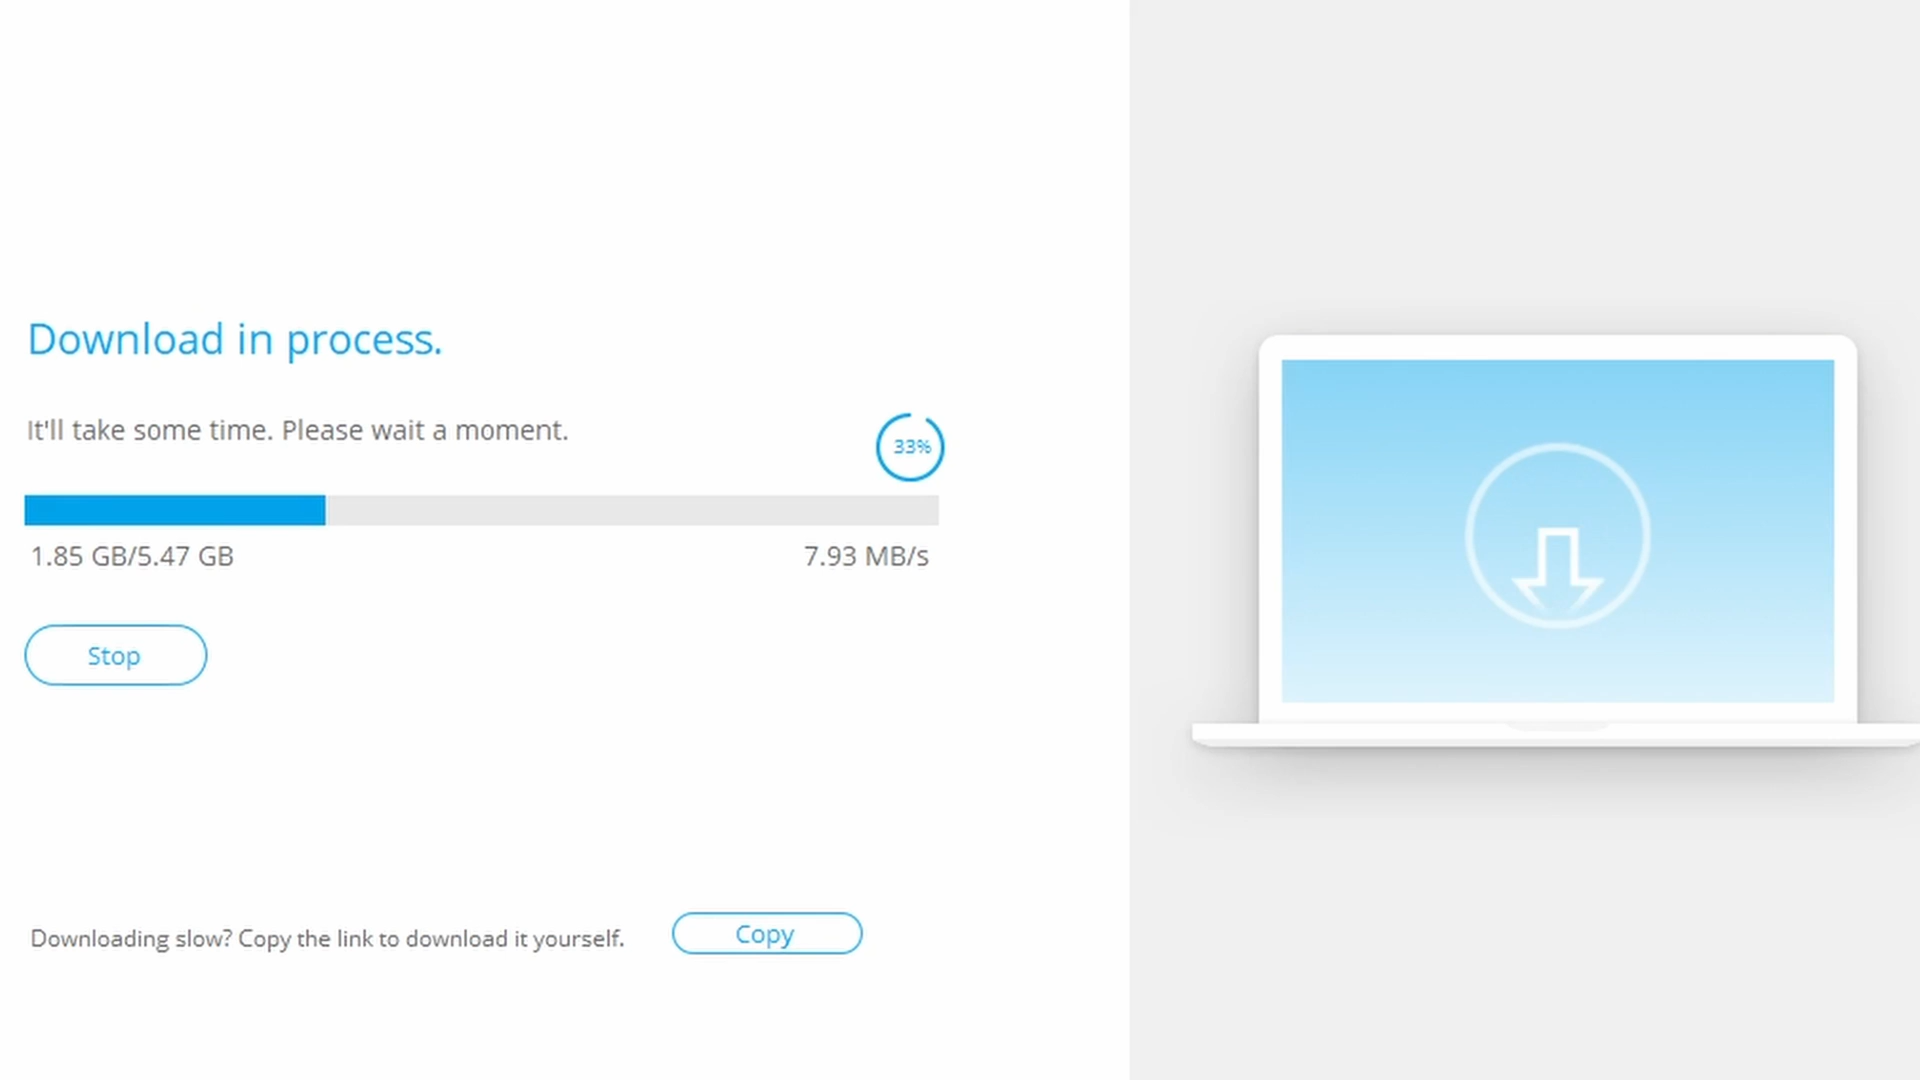 Download in process.
It'll take some time. Please wait a moment.
33%
1.85 GB/5.47 GB
7.93 MB/s
Stop
Downloading slow? Copy the link to download it yourself.
Copy